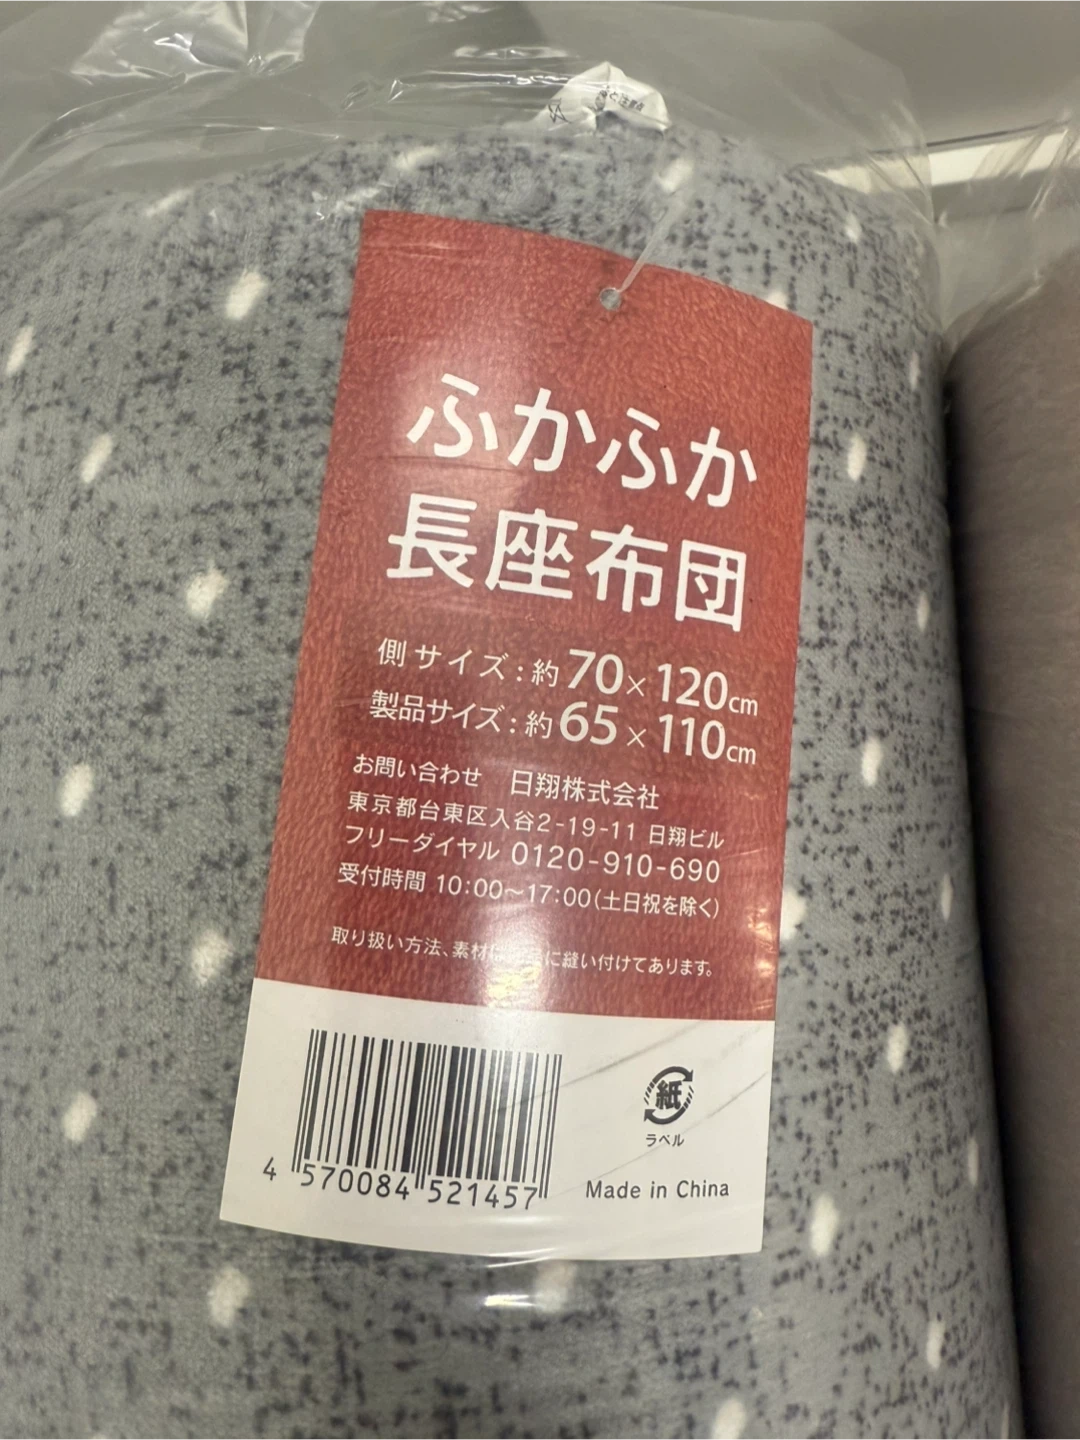 ふかふか
長座布団
側サイズ：約70×120cm
製品サイズ：約65×110cm
お問い合わせ 日翔株式会社
東京都台東区入谷2-19-11 日翔ビル
フリーダイヤル 0120-910-690
受付時間 10:00～17:00(土日祝を除く)
取り扱い方法、素材に縫い付けてあります。
4 570084 521457
紙
ラベル
Made in China